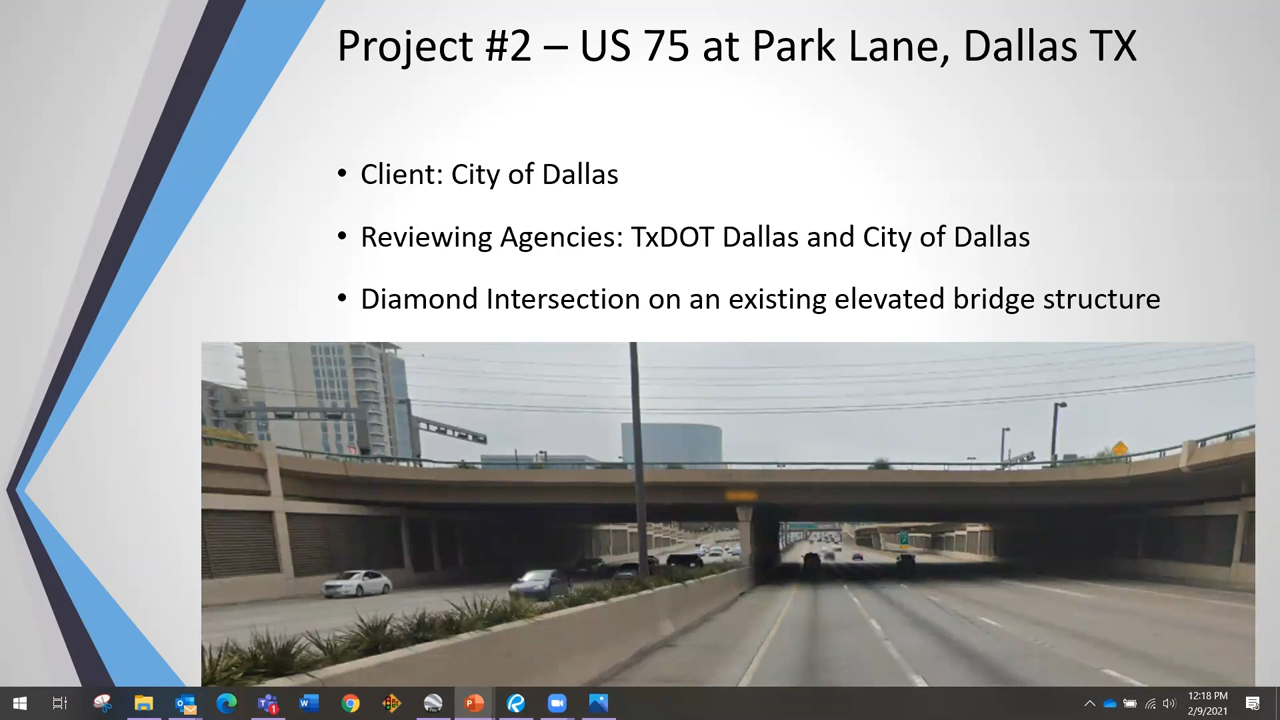 Project #2 – US 75 at Park Lane, Dallas TX
• Client: City of Dallas
• Reviewing Agencies: TxDOT Dallas and City of Dallas
• Diamond Intersection on an existing elevated bridge structure
12:18 PM
2/9/2021